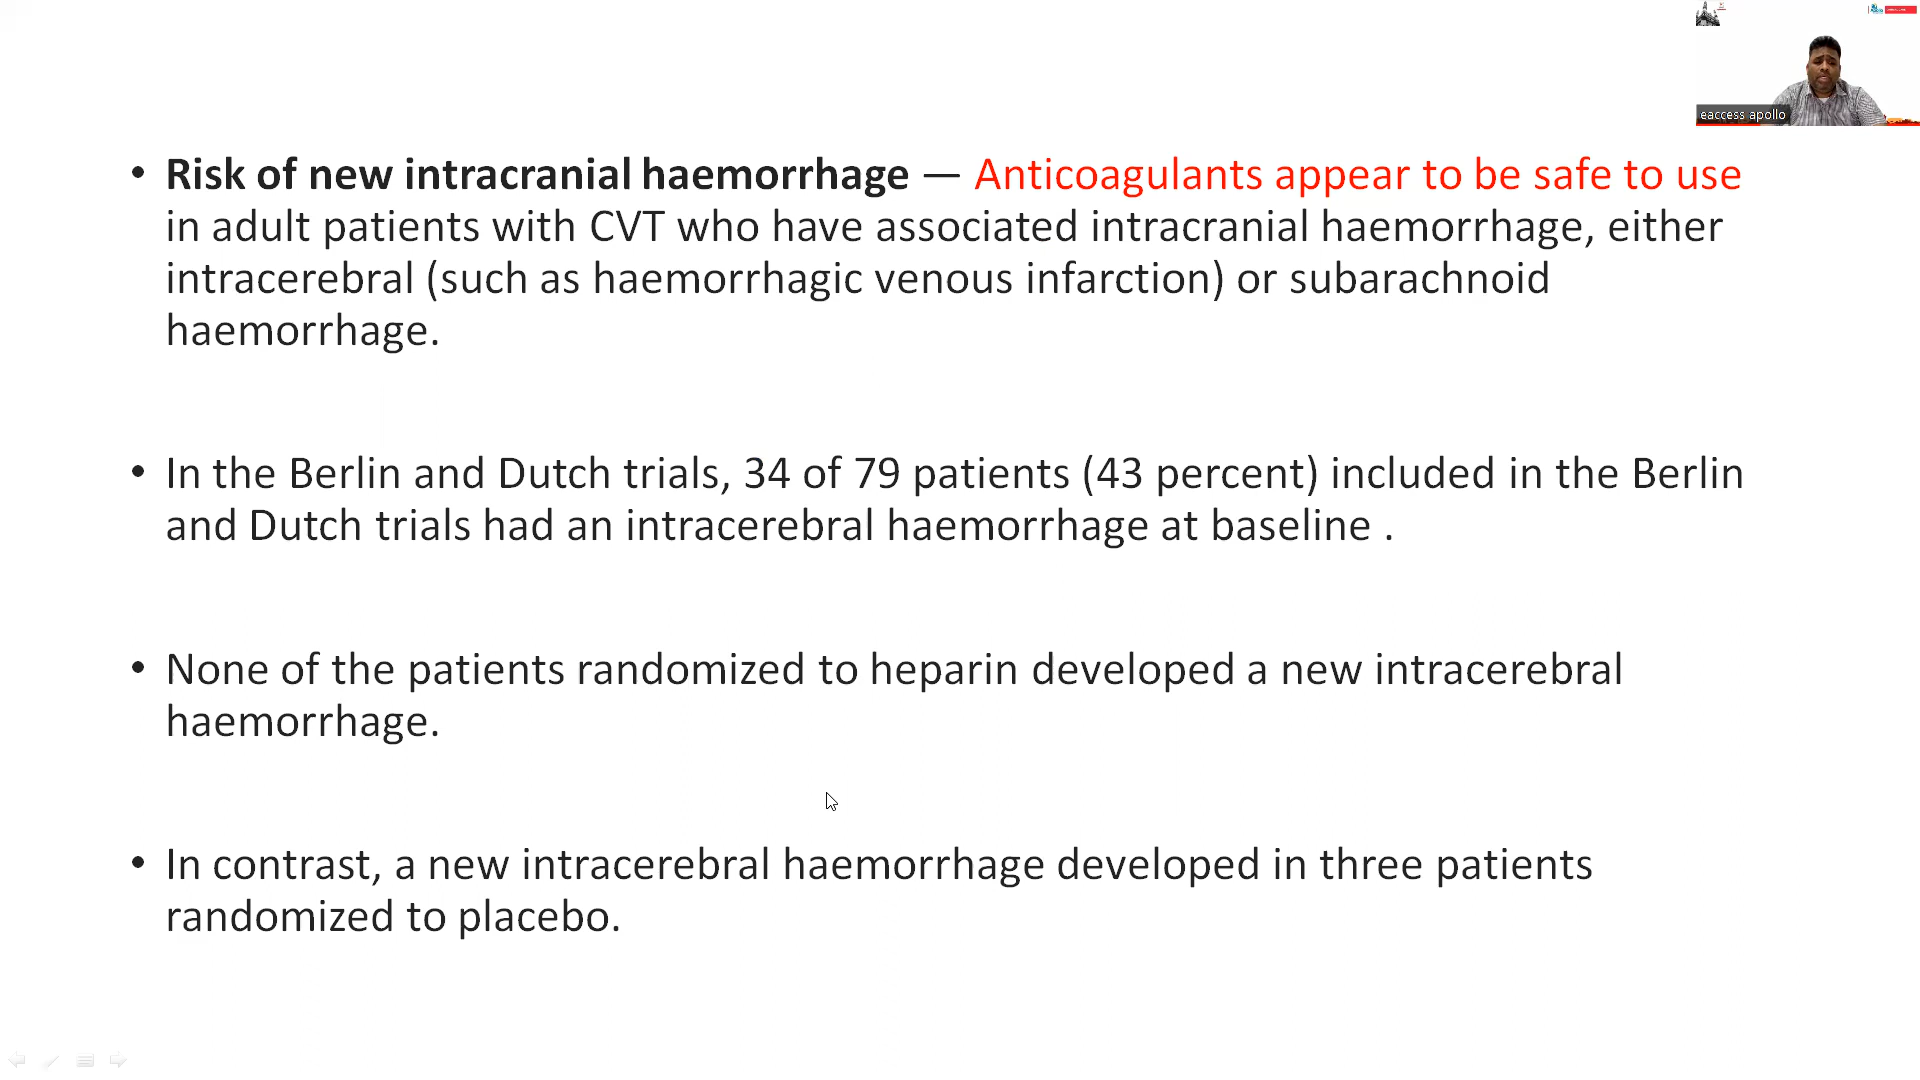 eaccess apollo
• Risk of new intracranial haemorrhage — Anticoagulants appear to be safe to use
in adult patients with CVT who have associated intracranial haemorrhage, either
intracerebral (such as haemorrhagic venous infarction) or subarachnoid
haemorrhage.
• In the Berlin and Dutch trials, 34 of 79 patients (43 percent) included in the Berlin
and Dutch trials had an intracerebral haemorrhage at baseline .
• None of the patients randomized to heparin developed a new intracerebral
haemorrhage.
• In contrast, a new intracerebral haemorrhage developed in three patients
randomized to placebo.